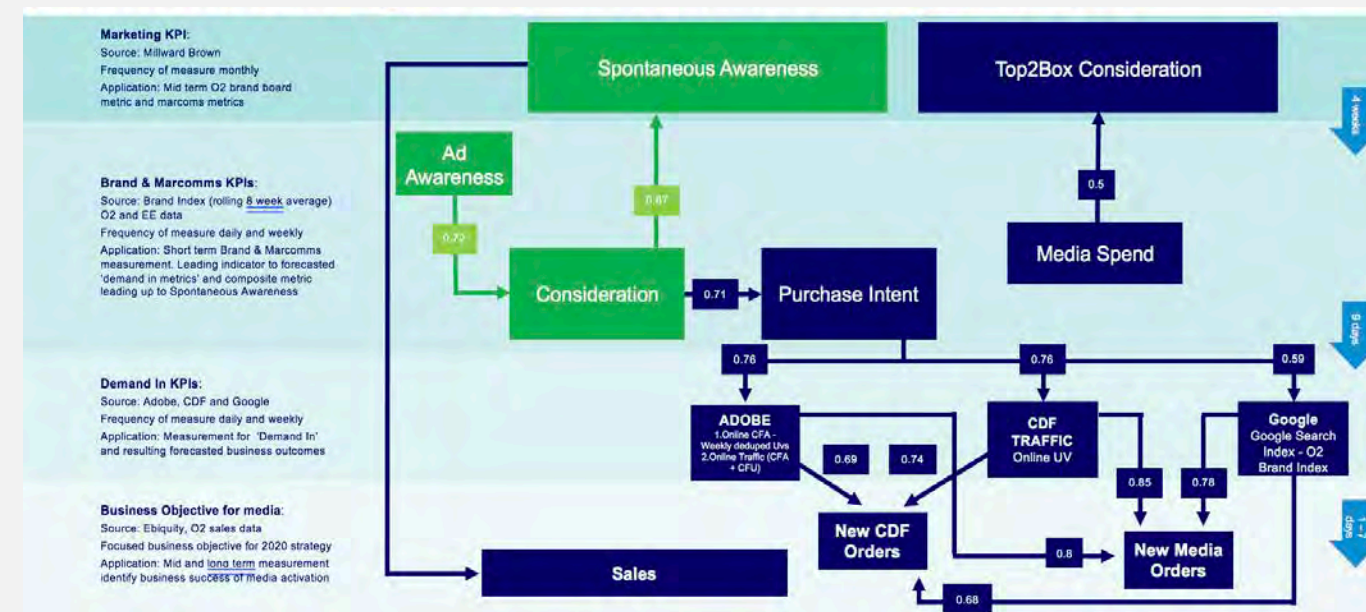 Marketing KPI:
Source: Millward Brown
Frequency of measure monthly
Application: Mid term O2 brand board
metric and marcoms metrics
Spontaneous Awareness
Top2Box Consideration
4 weeks
Ad
Awareness
Brand & Marcomms KPIs:
Source: Brand Index (rolling 8 week average)
O2 and EE data
Frequency of measure daily and weekly
Application: Short term Brand & Marcomms
measurement. Leading indicator to forecasted
'demand in metrics' and composite metric
leading up to Spontaneous Awareness
0.72
0.67
0.5
Media Spend
Consideration
0.71
Purchase Intent
9 days
0.76
0.76
0.59
Demand In KPIs:
Source: Adobe, CDF and Google
Frequency of measure daily and weekly
Application: Measurement for 'Demand In'
and resulting forecasted business outcomes
ADOBE
1.Online CFA -
Weekly deduped Uvs
2.Online Traffic (CFA
+ CFU)
CDF
TRAFFIC
Online UV
Google
Google Search
Index - O2
Brand Index
0.69
0.74
0.85
0.78
Business Objective for media:
Source: Ebiquity, O2 sales data
Focused business objective for 2020 strategy
Application: Mid and long term measurement
identify business success of media activation
Sales
New CDF
Orders
0.8
New Media
Orders
1 – 7
days
0.68